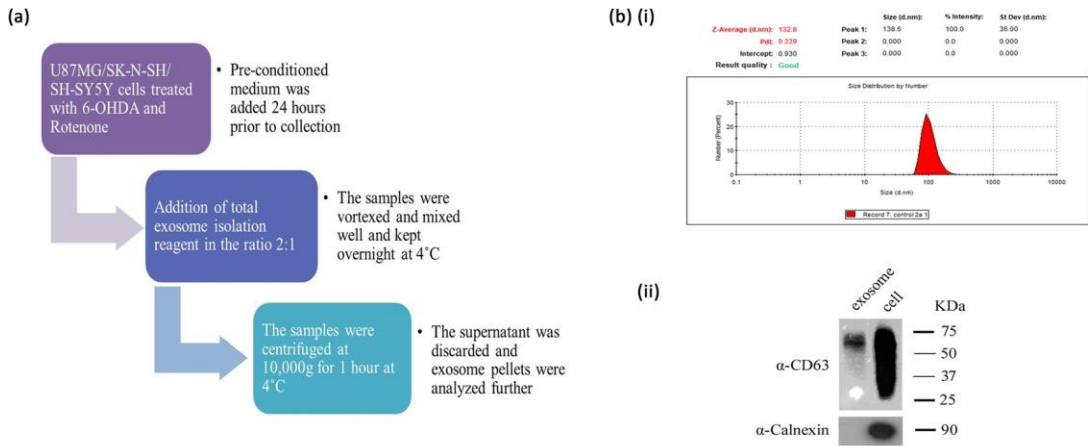 (a)
U87MG/SK-N-SH/
SH-SY5Y cells treated
with 6-OHDA and
Rotenone
• Pre-conditioned
medium was
added 24 hours
prior to collection
Addition of total
exosome isolation
reagent in the ratio 2:1
• The samples were
vortexed and mixed
well and kept
overnight at 4˚C
The samples were
centrifuged at
10,000g for 1 hour at
4˚C
• The supernatant was
discarded and
exosome pellets were
analyzed further
(b) (i)
Size (d.nm): % Intensity: St Dev (d.nm):
Z-Average (d.nm): 132.8 Peak 1: 138.5 100.0 36.00
PdI: 0.339 Peak 2: 0.000 0.0 0.000
Intercept: 0.930 Peak 3: 0.000 0.0 0.000
Result quality : Good
Size Distribution by Number
Number (Percent)
30
20
10
0
0.1 1 10 100 1000 10000
Size (d.nm)
Record 7: control 2a 1
(ii)
exosome
cell
KDa
75
α-CD63
50
37
25
α-Calnexin
90